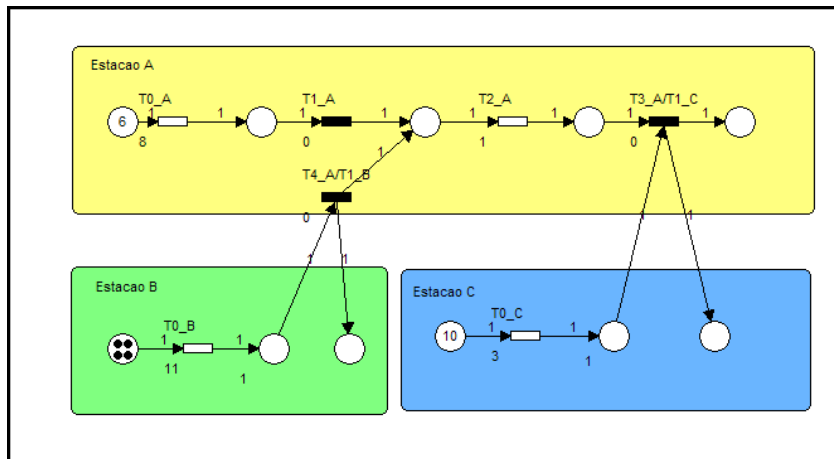 Estacao A
T0_A T1_A T2_A T3_A/T1_C
6 1 1 1 1 1 1 1 1
8 0 1 0
T4_A/T1_B 1
0
1 1 1 1
Estacao B
T0_B
1 1
11 1
Estacao C
T0_C
10 1 1
3 1